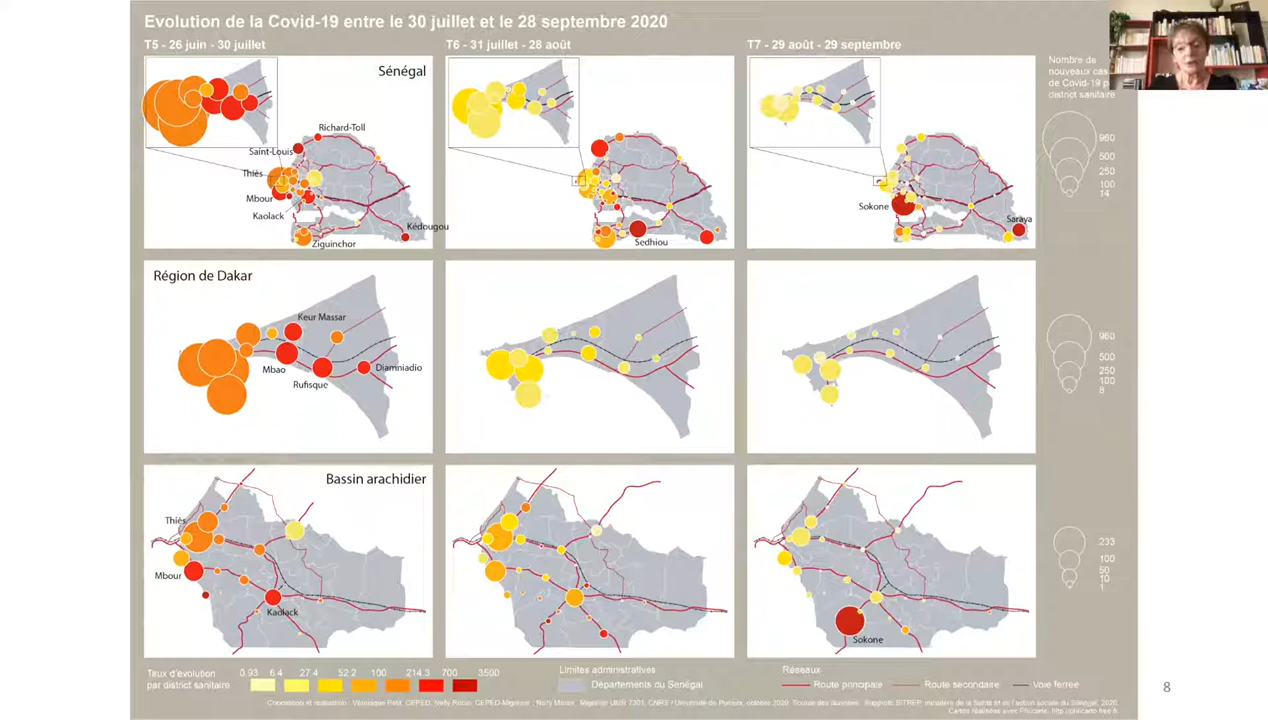 Evolution de la Covid-19 entre le 30 juillet et le 28 septembre 2020
T5 - 26 juin - 30 juillet
T6 - 31 juillet - 28 août
T7 - 29 août - 29 septembre
Sénégal
Richard-Toll
Saint-Louis
Thiès
Mbour
Kaolack
Kédougou
Ziguinchor
Sedhiou
Sokone
Saraya
Nombre de
nouveaux cas
de Covid-19 p
district sanitaire
960
500
250
100
14
Région de Dakar
Keur Massar
Mbao
Rufisque
Diamniadio
960
500
250
100
8
Bassin arachidier
Thiès
Mbour
Kaolack
Sokone
233
100
50
10
1
Taux d'évolution
par district sanitaire
0.93 6.4 27.4 52.2 100 214.3 700 3500
Limites administratives
Départements du Sénégal
Réseaux
Route principale
Route secondaire
Voie ferrée
8